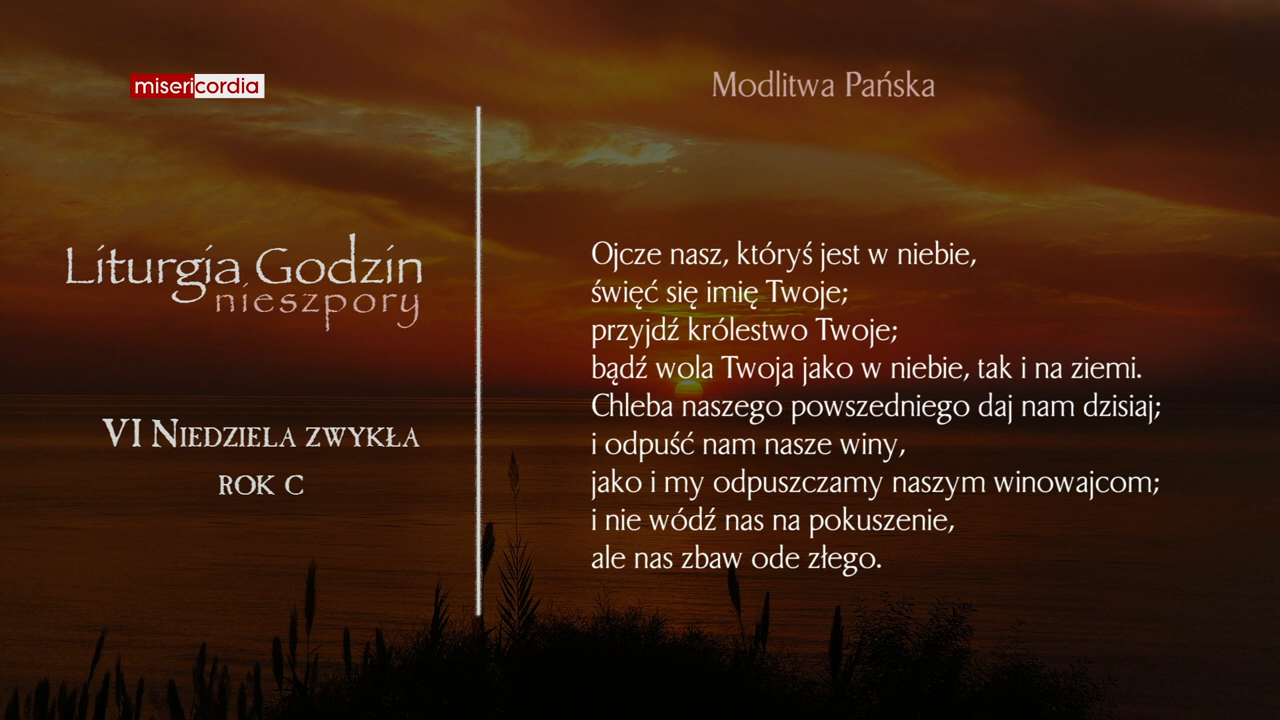 misericordia
Liturgia Godzin
nieszpory
VI Niedziela zwykła
rok C
Modlitwa Pańska
Ojcze nasz, któryś jest w niebie,
święć się imię Twoje;
przyjdź królestwo Twoje;
bądź wola Twoja jako w niebie, tak i na ziemi.
Chleba naszego powszedniego daj nam dzisiaj;
i odpuść nam nasze winy,
jako i my odpuszczamy naszym winowajcom;
i nie wódź nas na pokuszenie,
ale nas zbaw ode złego.